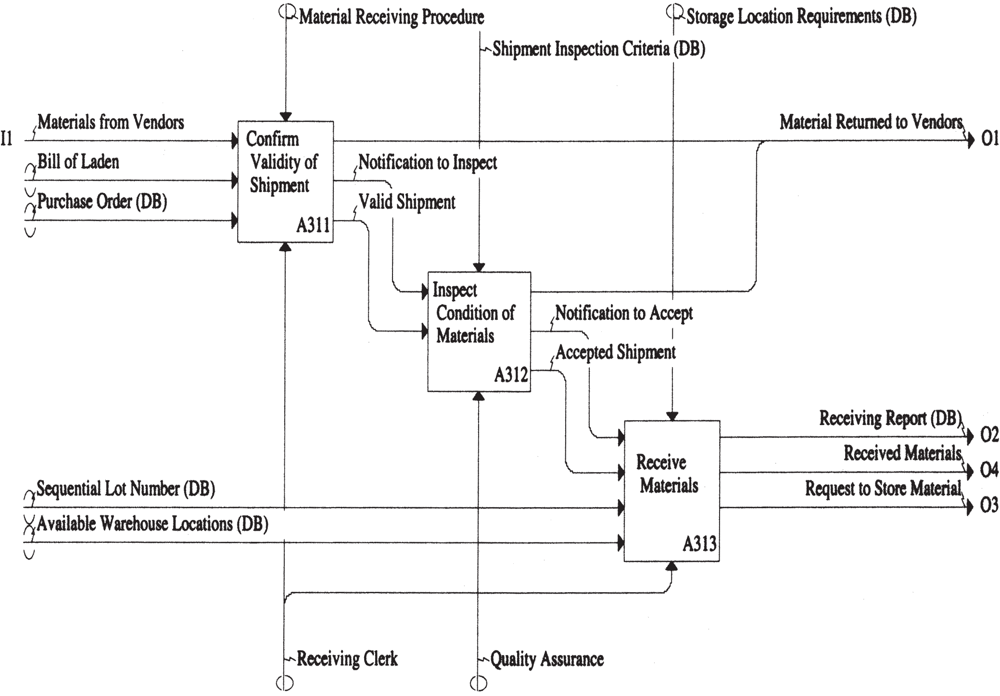 Material Receiving Procedure
Storage Location Requirements (DB)
Shipment Inspection Criteria (DB)
I1
Materials from Vendors
Material Returned to Vendors
O1
Bill of Laden
Purchase Order (DB)
Confirm
Validity of
Shipment
A311
Notification to Inspect
Valid Shipment
Inspect
Condition of
Materials
A312
Notification to Accept
Accepted Shipment
Receiving Report (DB)
O2
Received Materials
O4
Request to Store Material
O3
Receive
Materials
A313
Sequential Lot Number (DB)
Available Warehouse Locations (DB)
Receiving Clerk
Quality Assurance